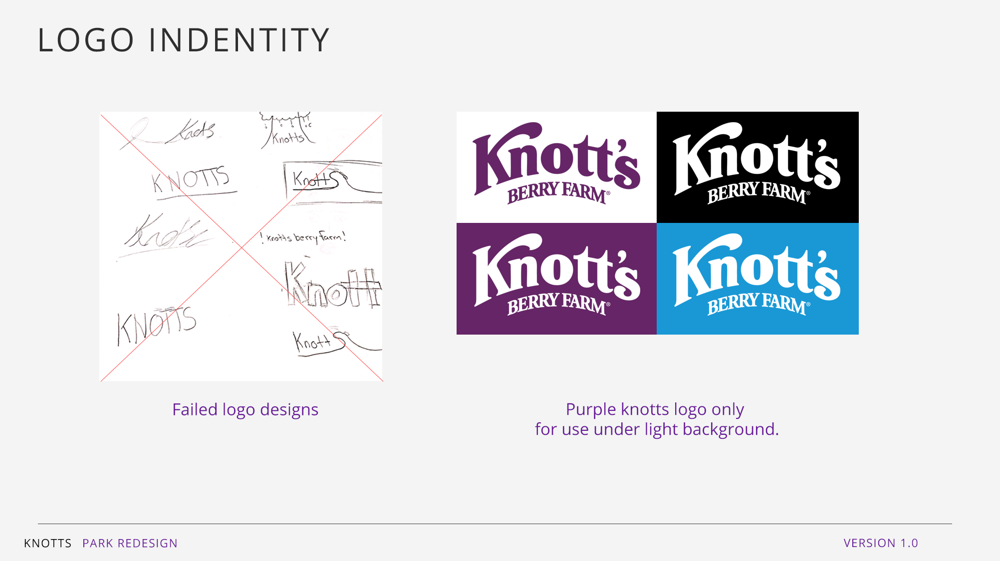 LOGO INDENTITY
Knots
Knotts
KNOTTS
Knotts
Knotts
! Knotts berry farm!
Knott
KNOTTS
Knotts
Failed logo designs
Knott's
BERRY FARM®
Knott's
BERRY FARM®
Knott's
BERRY FARM®
Knott's
BERRY FARM®
Purple knotts logo only
for use under light background.
KNOTTS PARK REDESIGN
VERSION 1.0